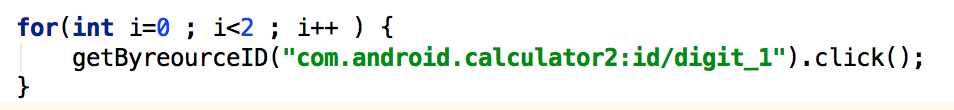 for(int i=0 ; i<2 ; i++ ) {
    getByreourceID("com.android.calculator2:id/digit_1").click();
}